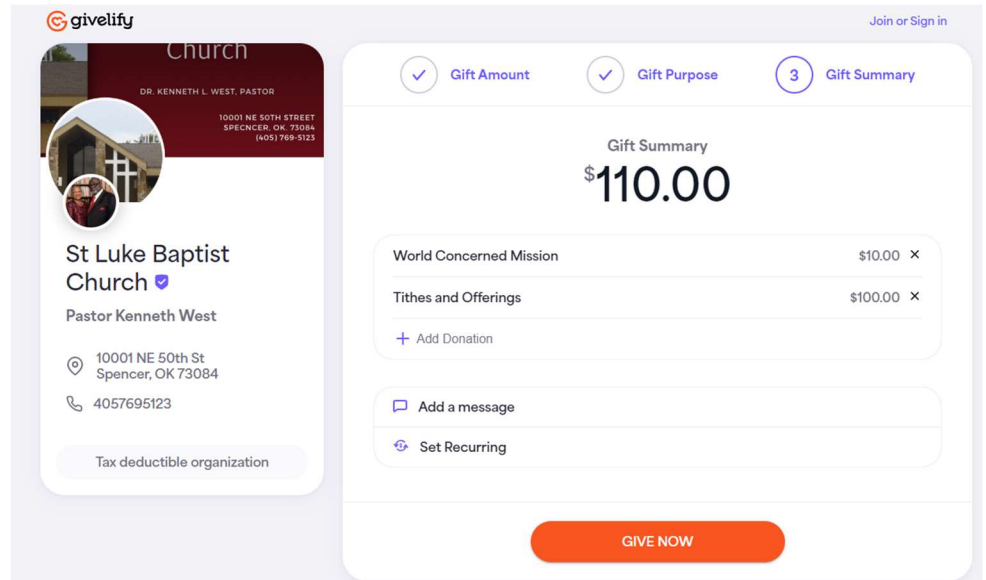 givelify
Join or Sign in
Church
DR. KENNETH L. WEST, PASTOR
10001 NE 50TH STREET
SPECNCER, OK. 73084
(405) 769-5123
St Luke Baptist
Church
Pastor Kenneth West
10001 NE 50th St
Spencer, OK 73084
4057695123
Tax deductible organization
Gift Amount
Gift Purpose
3 Gift Summary
Gift Summary
$110.00
World Concerned Mission $10.00 ×
Tithes and Offerings $100.00 ×
+ Add Donation
Add a message
Set Recurring
GIVE NOW